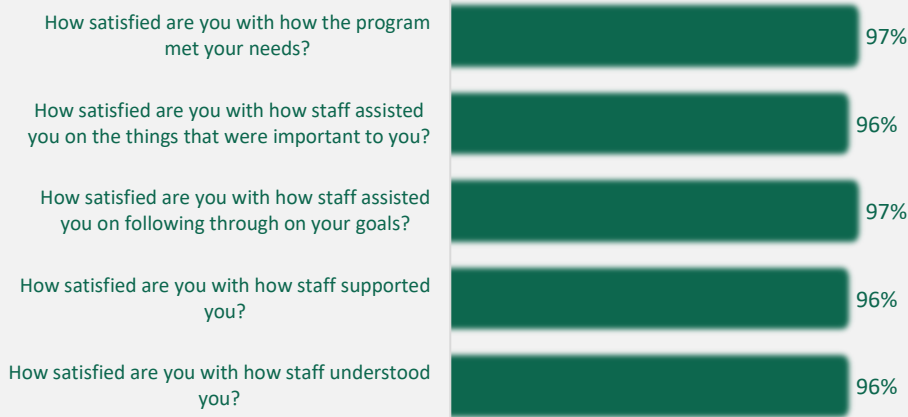 How satisfied are you with how the program
met your needs?
97%
How satisfied are you with how staff assisted
you on the things that were important to you?
96%
How satisfied are you with how staff assisted
you on following through on your goals?
97%
How satisfied are you with how staff supported
you?
96%
How satisfied are you with how staff understood
you?
96%